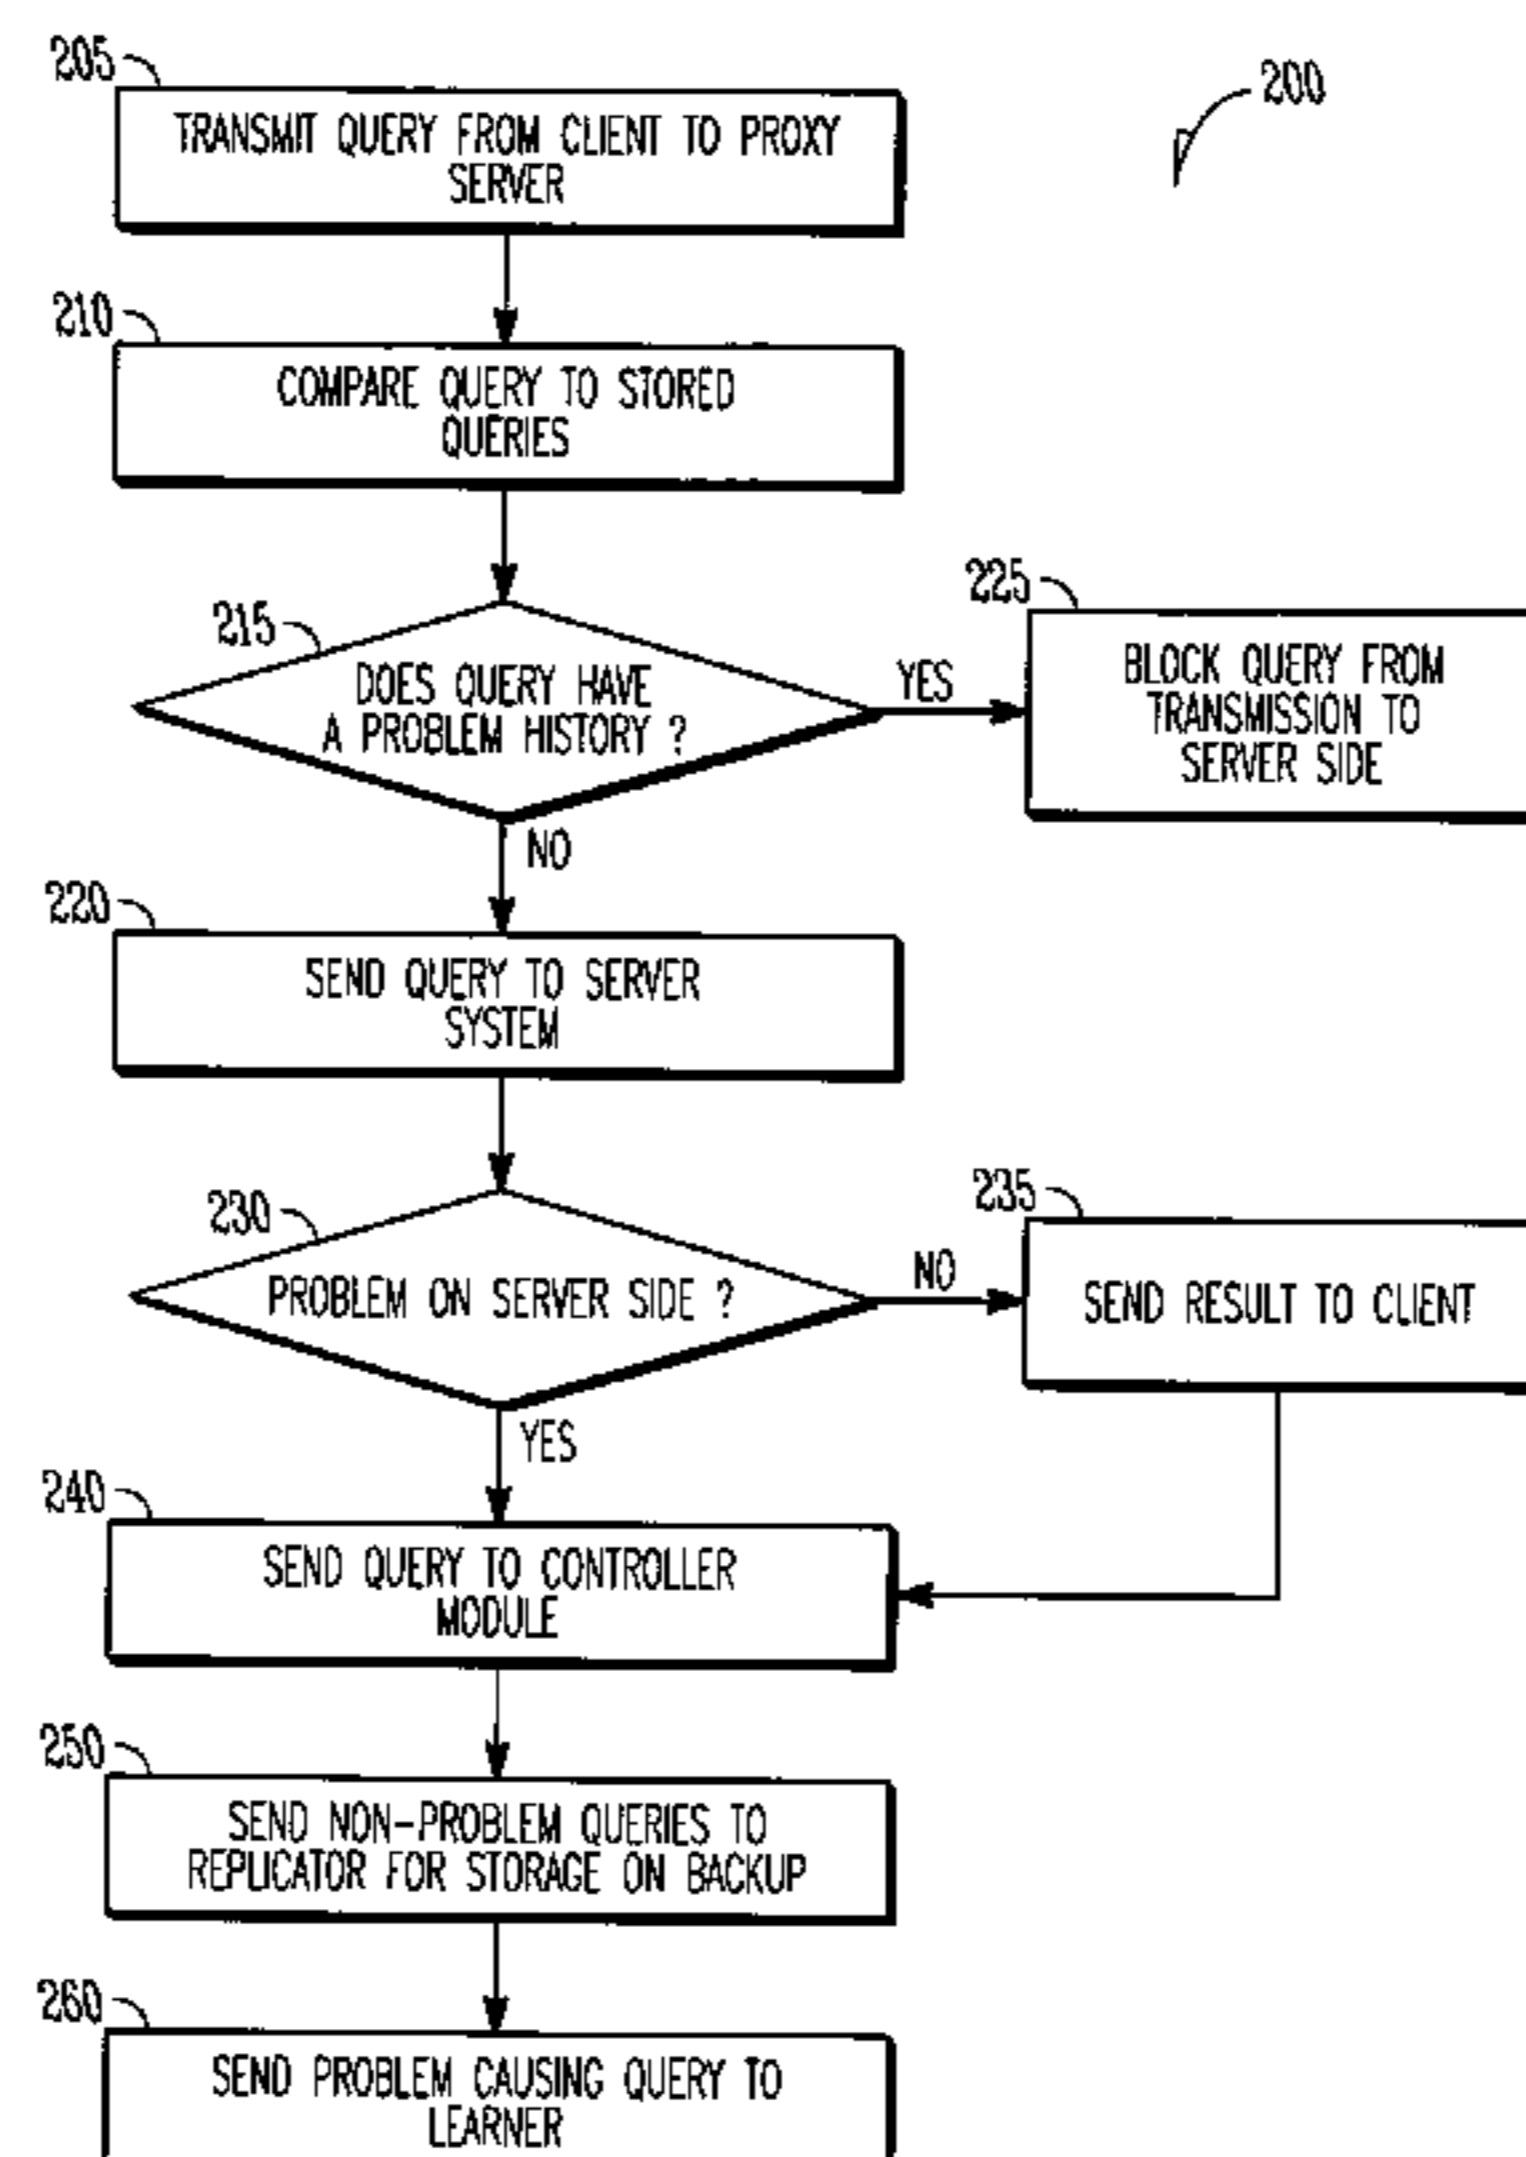 205
200
TRANSMIT QUERY FROM CLIENT TO PROXY
SERVER
210
COMPARE QUERY TO STORED
QUERIES
215
DOES QUERY HAVE
A PROBLEM HISTORY ?
YES
225
BLOCK QUERY FROM
TRANSMISSION TO
SERVER SIDE
NO
220
SEND QUERY TO SERVER
SYSTEM
230
PROBLEM ON SERVER SIDE ?
NO
235
SEND RESULT TO CLIENT
YES
240
SEND QUERY TO CONTROLLER
MODULE
250
SEND NON-PROBLEM QUERIES TO
REPLICATOR FOR STORAGE ON BACKUP
260
SEND PROBLEM CAUSING QUERY TO
LEARNER